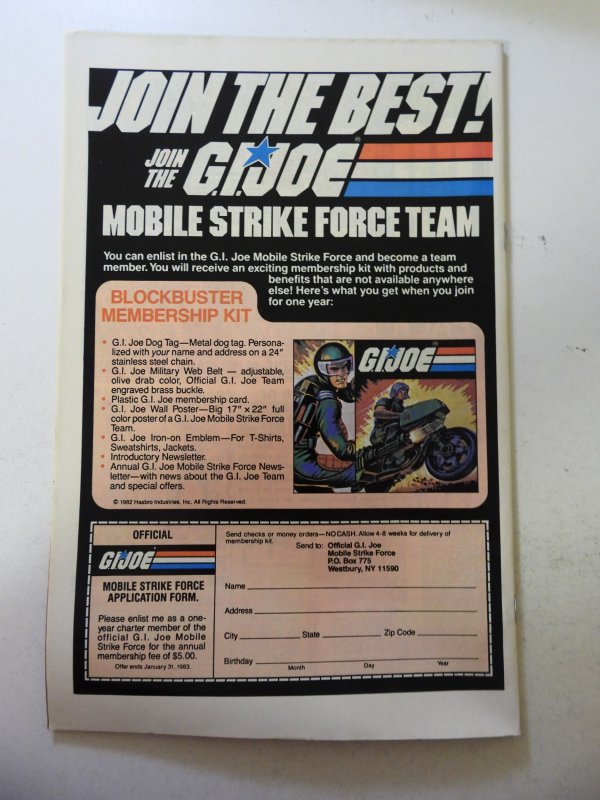 JOIN THE BEST!
JOIN
THE
G.I.JOE®
MOBILE STRIKE FORCE TEAM
You can enlist in the G.I. Joe Mobile Strike Force and become a team
member. You will receive an exciting membership kit with products and
benefits that are not available anywhere
else! Here's what you get when you join
for one year:
BLOCKBUSTER
MEMBERSHIP KIT
• G.I. Joe Dog Tag—Metal dog tag. Persona-
lized with your name and address on a 24"
stainless steel chain.
• G.I. Joe Military Web Belt — adjustable,
olive drab color, Official G.I. Joe Team
engraved brass buckle.
• Plastic G.I. Joe membership card.
• G.I. Joe Wall Poster—Big 17" × 22" full
color poster of a G.I. Joe Mobile Strike Force
Team.
• G.I. Joe Iron-on Emblem—For T-Shirts,
Sweatshirts, Jackets.
• Introductory Newsletter.
• Annual G.I. Joe Mobile Strike Force News-
letter—with news about the G.I. Joe Team
and special offers.
© 1982 Hasbro Industries, Inc. All Rights Reserved.
G.I.JOE
OFFICIAL
G.I.JOE
MOBILE STRIKE FORCE
APPLICATION FORM.
Please enlist me as a one-
year charter member of the
official G.I. Joe Mobile
Strike Force for the annual
membership fee of $5.00.
Offer ends January 31, 1983.
Send checks or money orders—NO CASH. Allow 4-8 weeks for delivery of
membership kit.
Send to: Official G.I. Joe
Mobile Strike Force
P.O. Box 775
Westbury, NY 11590
Name
Address
City State Zip Code
Birthday
Month Day Year